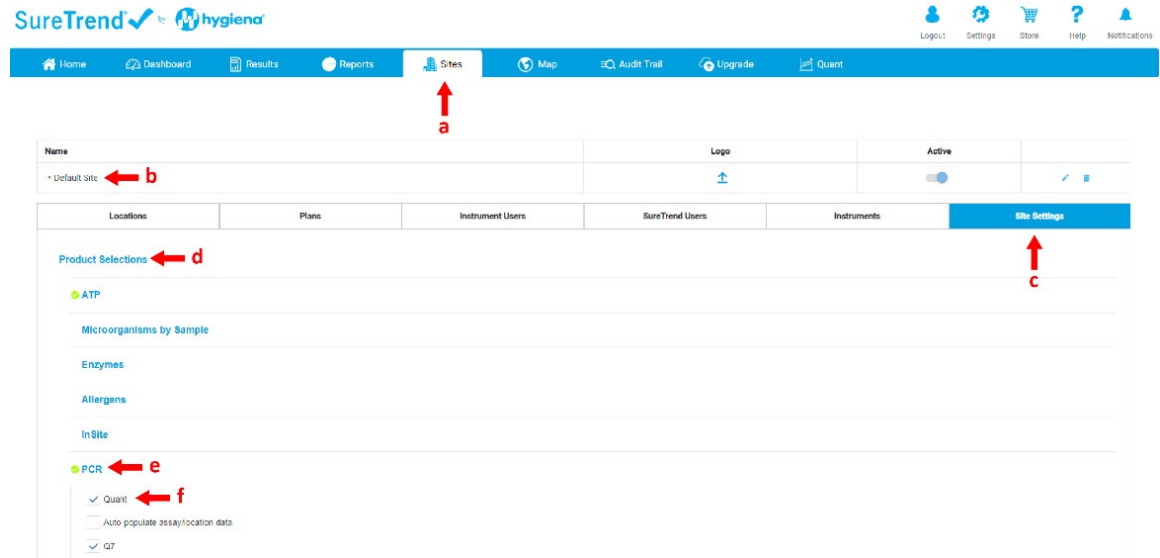 SureTrend by hygiena
Logout Settings Store Help Notifications
Home Dashboard Results Reports Sites Map Audit Trail Upgrade Quant
a
Name Logo Active
Default Site b
Locations Plans Instrument Users SureTrend Users Instruments Site Settings
Product Selections d
c
ATP
Microorganisms by Sample
Enzymes
Allergens
InSite
PCR e
Quant f
Auto populate assay/location data
Q7